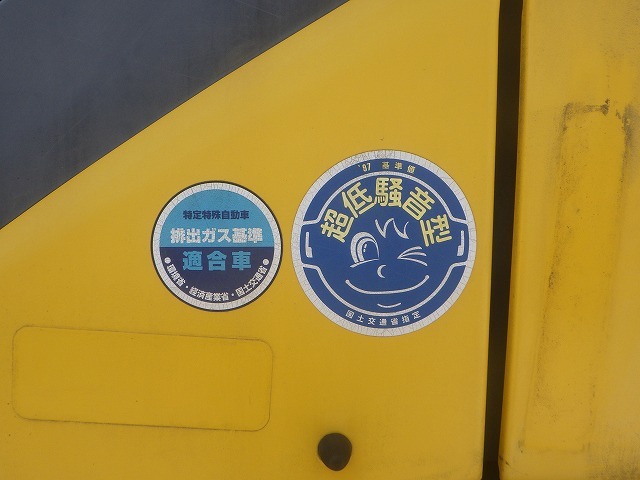 特定特殊自動車
排出ガス基準
適合車
●環境省・経済産業省・国土交通省●
'97 基準値
超低騒音型
国土交通省指定